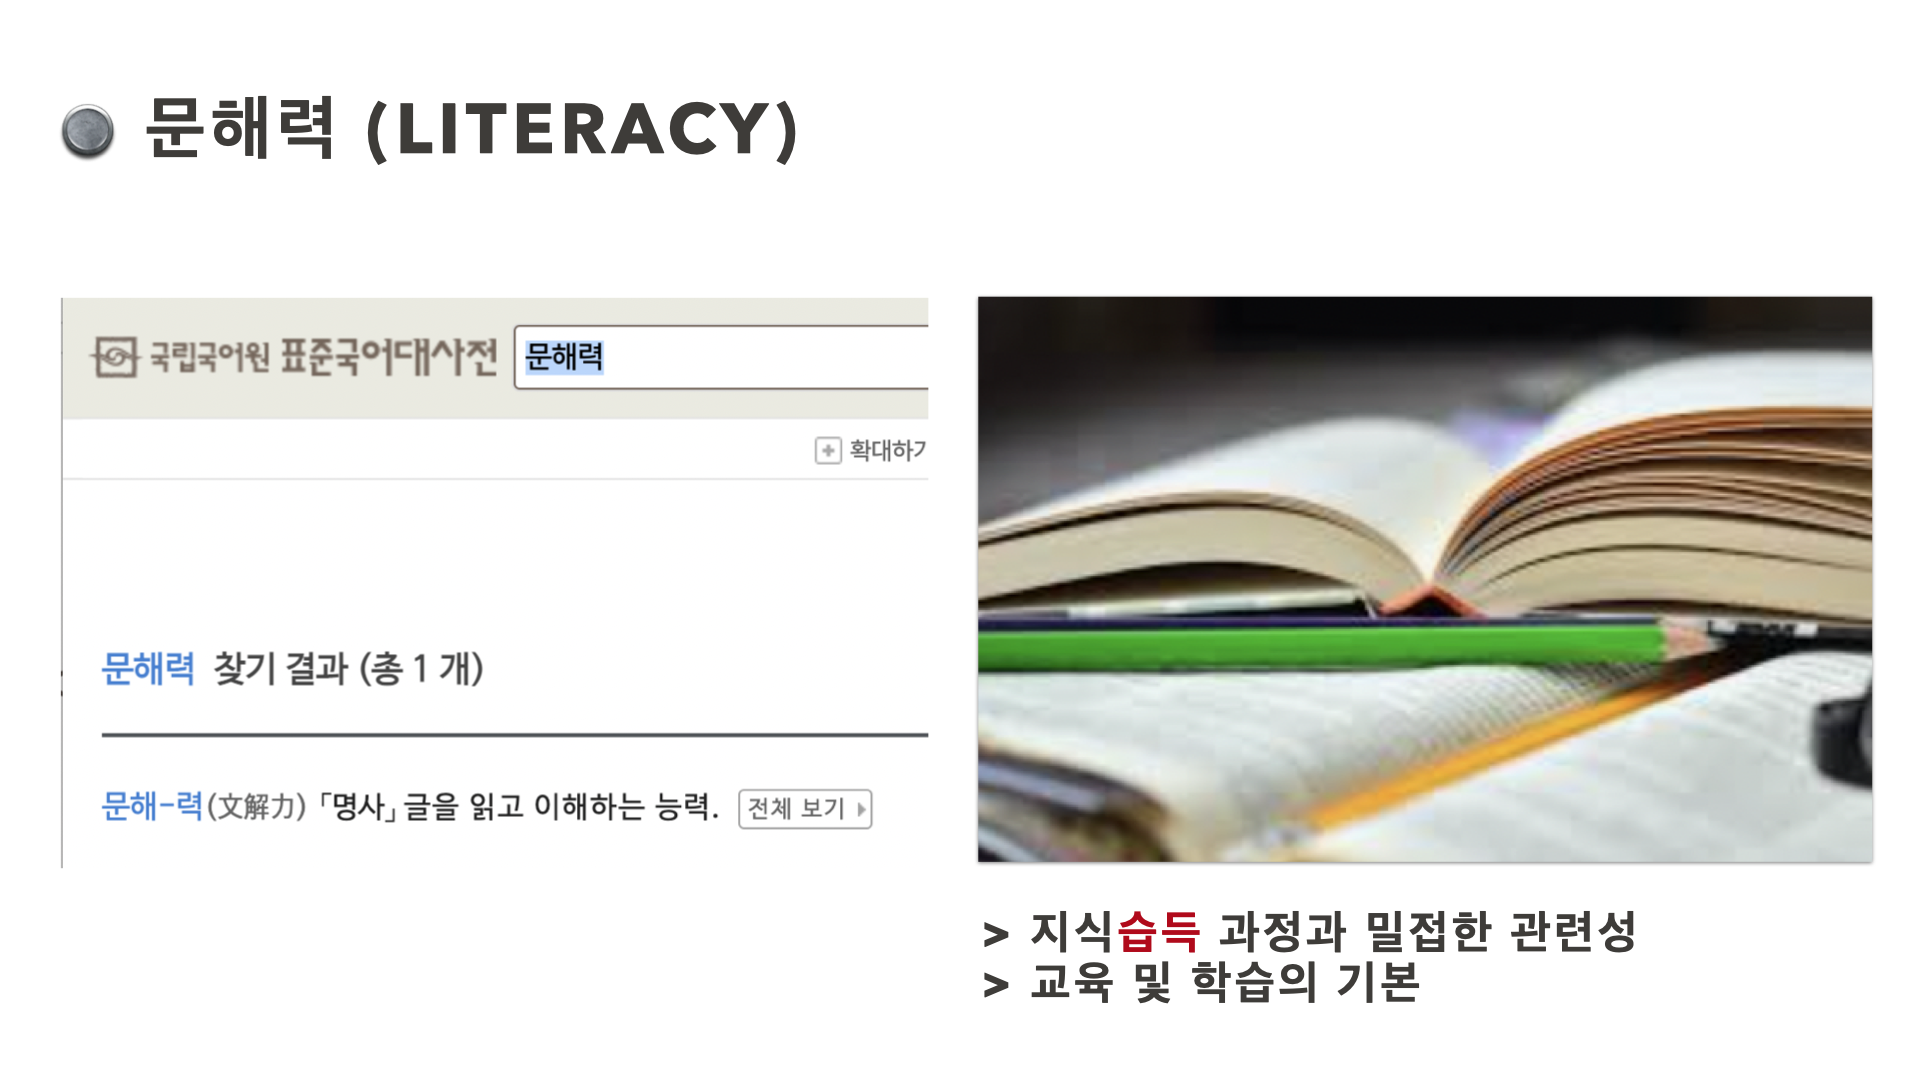 문해력 (LITERACY)
국립국어원 표준국어대사전 문해력
확대하기
문해력 찾기 결과 (총 1 개)
문해-력(文解力) 「명사」 글을 읽고 이해하는 능력. 전체 보기
> 지식습득 과정과 밀접한 관련성
> 교육 및 학습의 기본